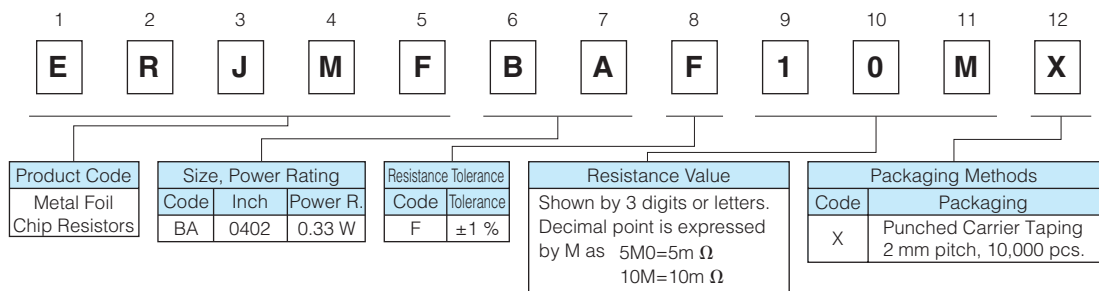 1 2 3 4 5 6 7 8 9 10 11 12
E R J M F B A F 1 0 M X
Product Code
Metal Foil
Chip Resistors
Size, Power Rating
Code Inch Power R.
BA 0402 0.33 W
Resistance Tolerance
Code Tolerance
F ±1 %
Resistance Value
Shown by 3 digits or letters.
Decimal point is expressed
by M as 5M0=5m Ω
10M=10m Ω
Packaging Methods
Code Packaging
X Punched Carrier Taping
2 mm pitch, 10,000 pcs.